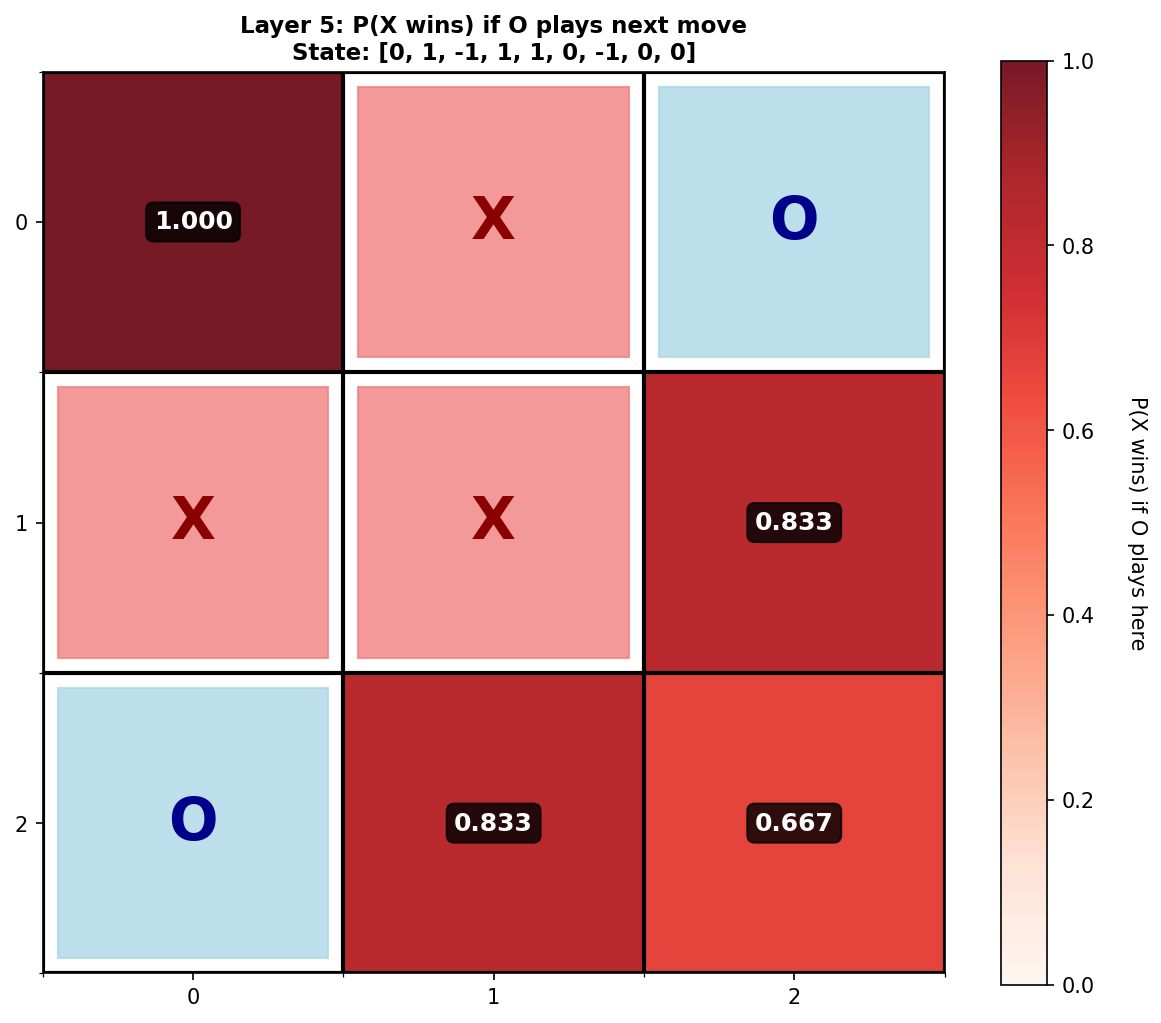 Layer 5: P(X wins) if O plays next move
State: [0, 1, -1, 1, 1, 0, -1, 0, 0]
0
1.000
X
O
1
X
X
0.833
2
O
0.833
0.667
0
1
2
1.0
0.8
0.6
0.4
0.2
0.0
P(X wins) if O plays here